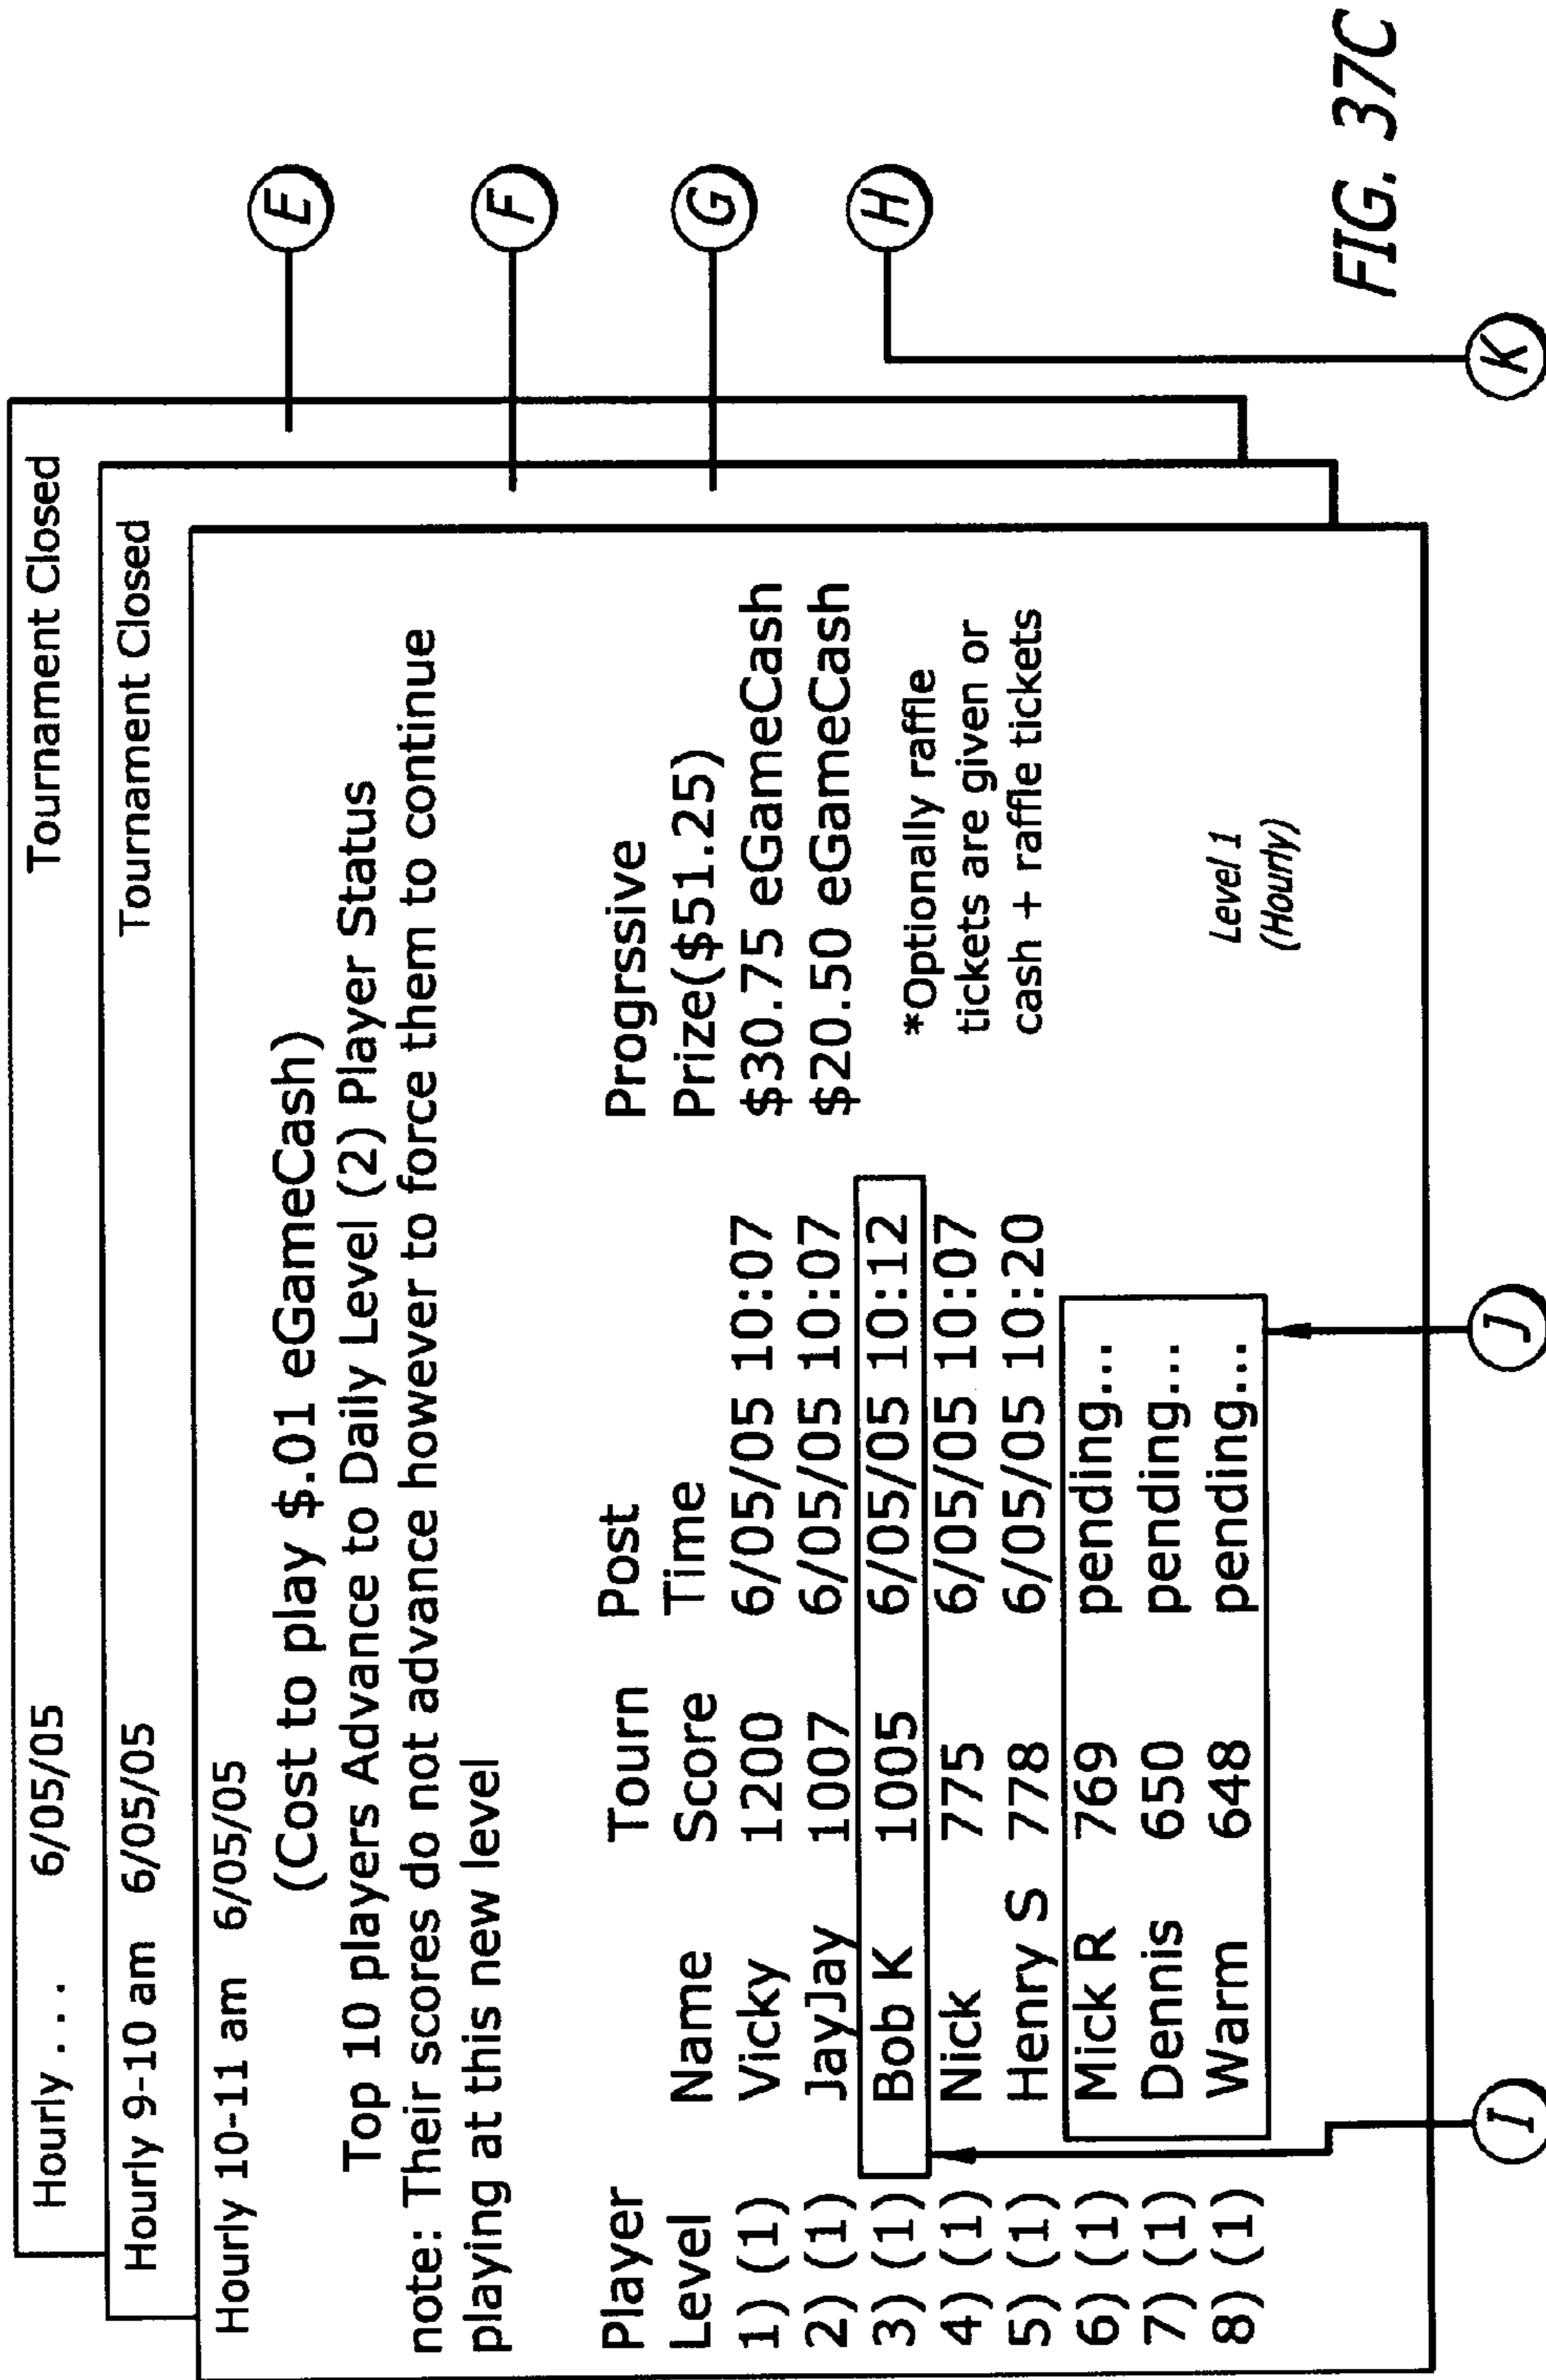 Hourly . . . 6/05/05 Tournament Closed
Hourly 9-10 am 6/05/05 Tournament Closed
Hourly 10-11 am 6/05/05
(Cost to play $.01 eGameCash)
Top 10 players Advance to Daily Level (2) Player Status
note: Their scores do not advance however to force them to continue
playing at this new level
Player Tourn Post Progrssive
Level Name Score Time Prize($51.25)
1) (1) Vicky 1200 6/05/05 10:07 $30.75 eGameCash
2) (1) JayJay 1007 6/05/05 10:07 $20.50 eGameCash
3) (1) Bob K 1005 6/05/05 10:12
4) (1) Nick 775 6/05/05 10:07
5) (1) Henry S 778 6/05/05 10:20
6) (1) Mick R 769 pending...
7) (1) Dennis 650 pending...
8) (1) Warm 648 pending...
*Optionally raffle
tickets are given or
cash + raffle tickets
Level 1
(Hourly)
E
F
G
H
I
J
K
FIG. 37C